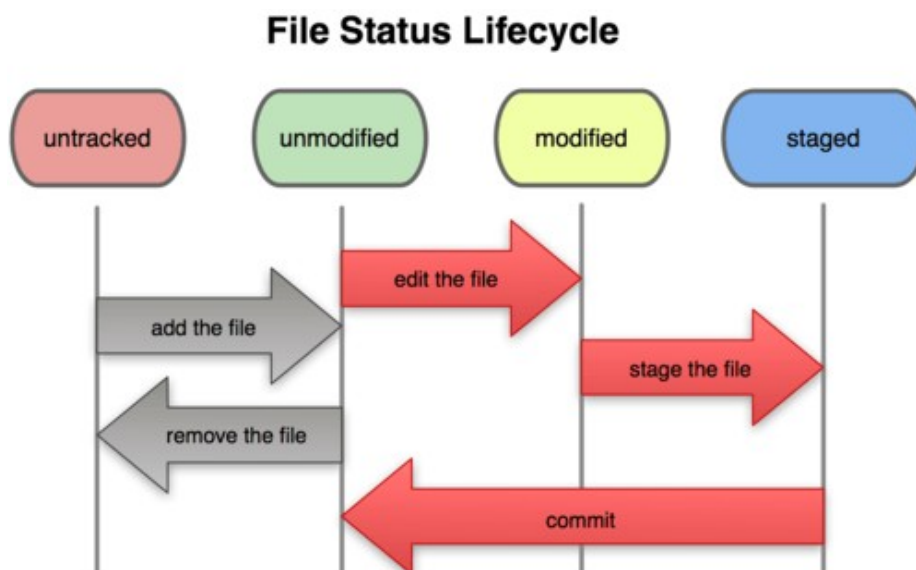 File Status Lifecycle
untracked
unmodified
modified
staged
edit the file
add the file
stage the file
remove the file
commit